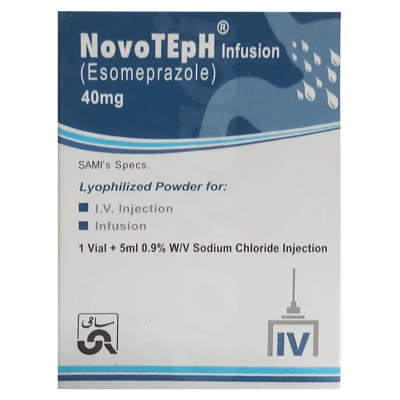 NovoTEpH® Infusion
(Esomeprazole)
40mg
SAMI's Specs.
Lyophilized Powder for:
I.V. Injection
Infusion
1 Vial + 5ml 0.9% W/V Sodium Chloride Injection
سامی
IV